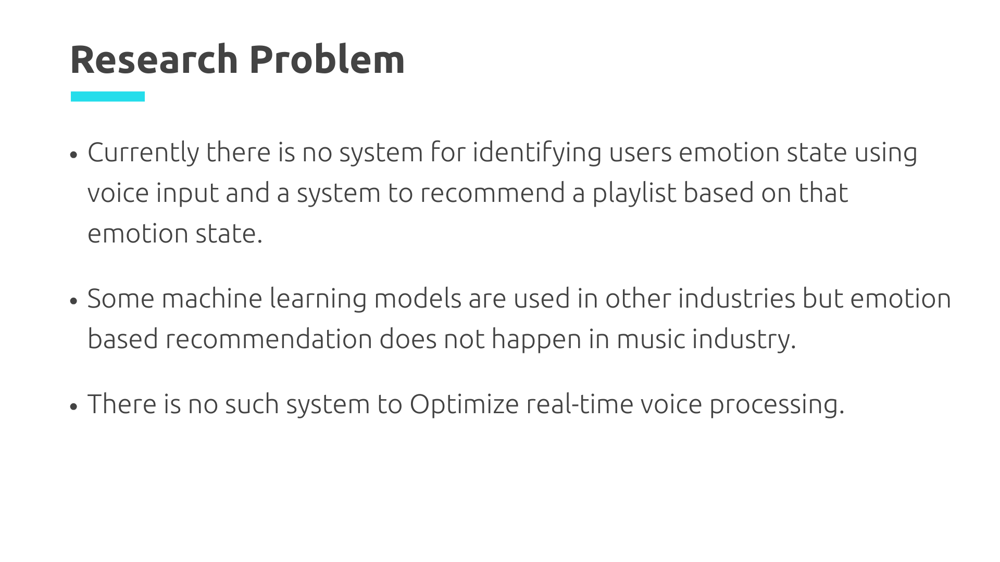 Research Problem
• Currently there is no system for identifying users emotion state using
voice input and a system to recommend a playlist based on that
emotion state.
• Some machine learning models are used in other industries but emotion
based recommendation does not happen in music industry.
• There is no such system to Optimize real-time voice processing.